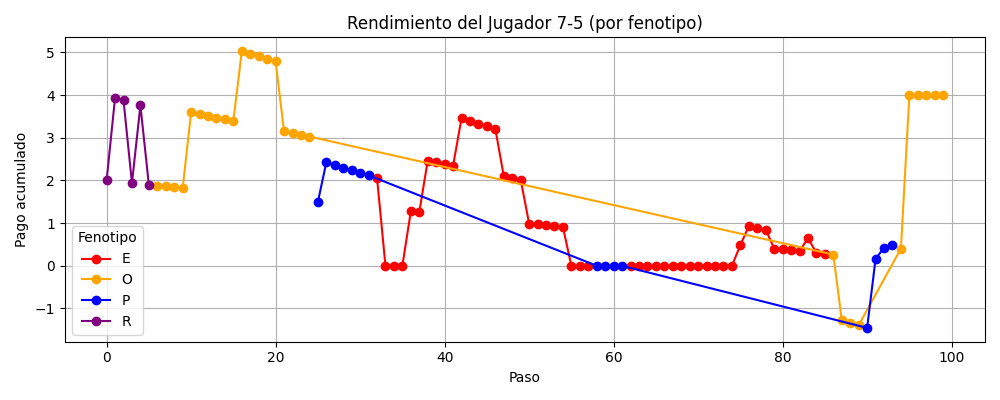 Rendimiento del Jugador 7-5 (por fenotipo)
Pago acumulado
5
4
3
2
1
0
−1
Fenotipo
E
O
P
R
0 20 40 60 80 100
Paso